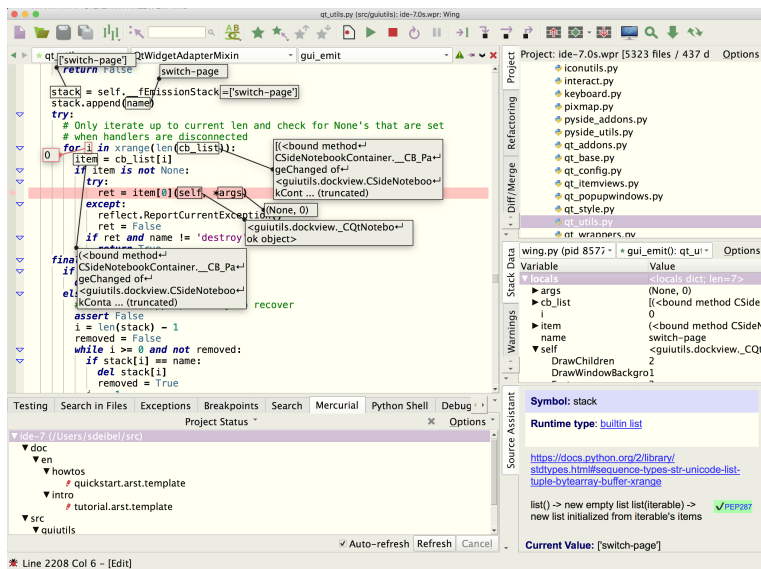 qt_utils.py (src/guiutils): ide-7.0s.wpr: Wing
['switch-page']
QtWidgetAdapterMixin
gui_emit
return False
switch-page
stack = self.__fEmissionStack
=['switch-page']
stack.append(name)
try:
# Only iterate up to current len and check for None's that are set
# when handlers are disconnected
for i in xrange(len(cb_list)):
0
item = cb_list[i]
if item is not None:
try:
ret = item[0](self, *args)
except:
reflect.ReportCurrentException()
ret = False
if ret and name != 'destroy
return True
[(<bound method↵
CSideNotebookContainer.__CB_Pa↵
geChanged of↵
<guiutils.dockview.CSideNoteboo↵
kCont ... (truncated)
(None, 0)
<guiutils.dockview._CQtNotebo↵
ok object>
(<bound method↵
CSideNotebookContainer.__CB_Pa↵
geChanged of↵
<guiutils.dockview.CSideNoteboo↵
kConta ... (truncated)
if
to recover
assert False
i = len(stack) - 1
removed = False
while i >= 0 and not removed:
if stack[i] == name:
del stack[i]
removed = True
Testing
Search in Files
Exceptions
Breakpoints
Search
Mercurial
Python Shell
Debug
Project Status
Options
ide-7 (/Users/sdeibel/src)
doc
en
howtos
quickstart.arst.template
intro
tutorial.arst.template
src
guiutils
Auto-refresh
Refresh
Cancel
Line 2208 Col 6 - [Edit]
Project
Refactoring
Diff/Merge
Project: ide-7.0s.wpr [5323 files / 437 d
Options
iconutils.py
interact.py
keyboard.py
pixmap.py
pyside_addons.py
pyside_utils.py
qt_addons.py
qt_base.py
qt_config.py
qt_itemviews.py
qt_popupwindows.py
qt_style.py
qt_utils.py
qt_wrappers.py
Stack Data
Warnings
wing.py (pid 8577
gui_emit(): qt_u
Options
Variable
Value
locals
<locals dict; len=7>
args
(None, 0)
cb_list
[(<bound method CSide
i
0
item
(<bound method CSideN
name
switch-page
self
<guiutils.dockview._CQt
DrawChildren
2
DrawWindowBackgro
1
Source Assistant
Symbol: stack
Runtime type: builtin list
https://docs.python.org/2/library/
stdtypes.html#sequence-types-str-unicode-list-
tuple-bytearray-buffer-xrange
list() -> new empty list list(iterable) ->
new list initialized from iterable's items
✓PEP287
Current Value: ['switch-page']